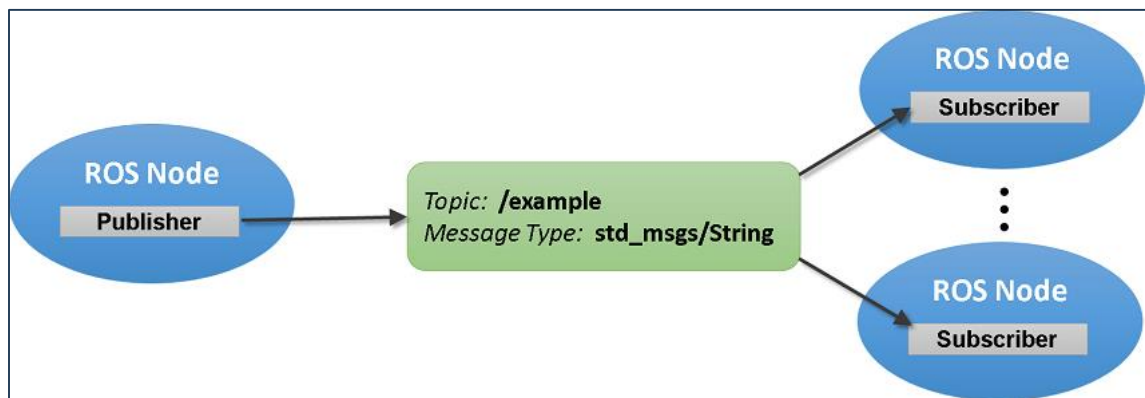 ROS Node
Publisher
Topic: /example
Message Type: std_msgs/String
ROS Node
Subscriber
ROS Node
Subscriber